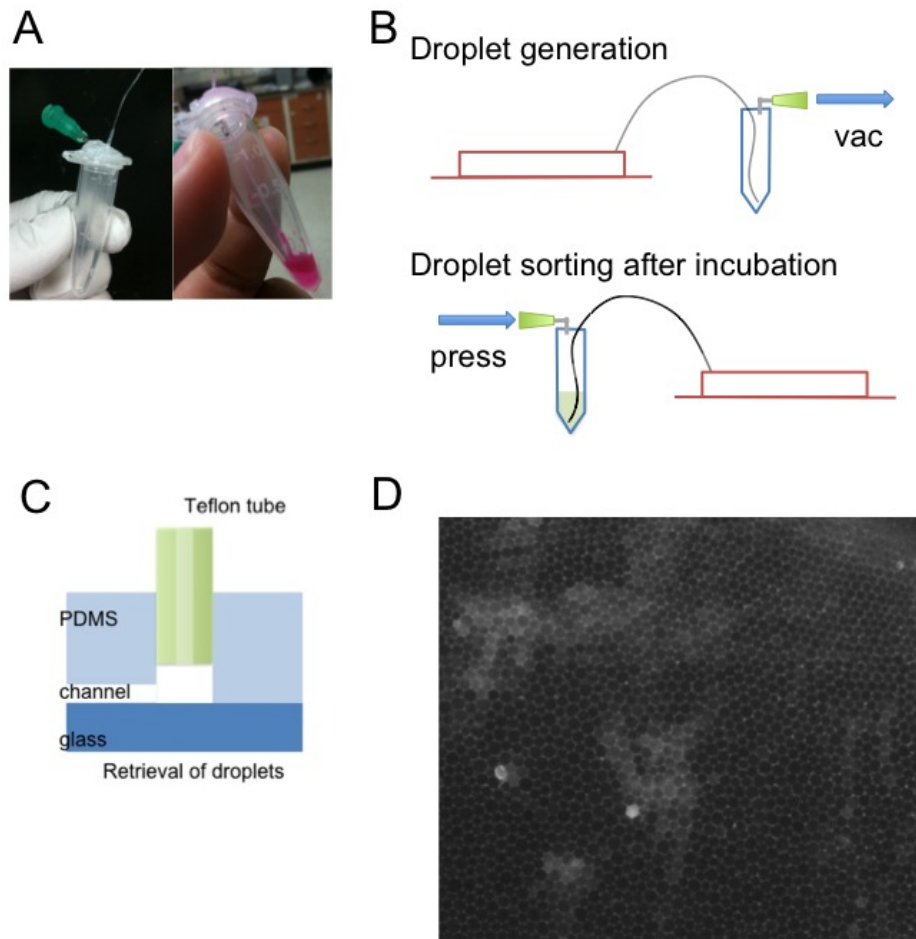 A
B
Droplet generation
vac
Droplet sorting after incubation
press
C
Teflon tube
PDMS
channel
glass
Retrieval of droplets
D